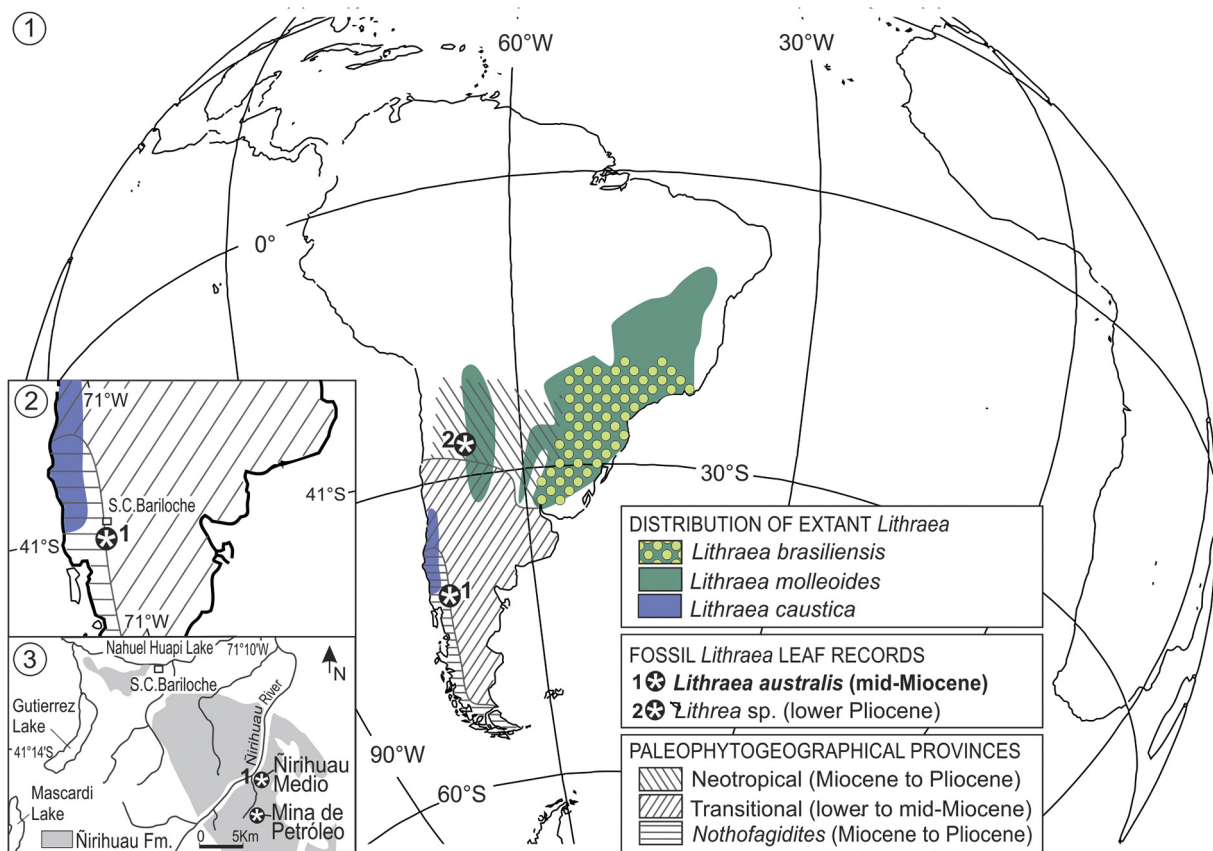 1
60°W
30°W
0°
30°S
90°W
60°S
2
1
2
71°W
S.C.Bariloche
1
41°S
41°S
71°W
3
Nahuel Huapi Lake
71°10'W
N
S.C.Bariloche
Gutierrez
Lake
41°14'S
Ñirihuau River
1
Ñirihuau
Medio
Mascardi
Lake
Mina de
Petróleo
0 5Km
Ñirihuau Fm.
DISTRIBUTION OF EXTANT Lithraea
Lithraea brasiliensis
Lithraea molleoides
Lithraea caustica
FOSSIL Lithraea LEAF RECORDS
1 Lithraea australis (mid-Miocene)
2 Lithrea sp. (lower Pliocene)
PALEOPHYTOGEOGRAPHICAL PROVINCES
Neotropical (Miocene to Pliocene)
Transitional (lower to mid-Miocene)
Nothofagidites (Miocene to Pliocene)